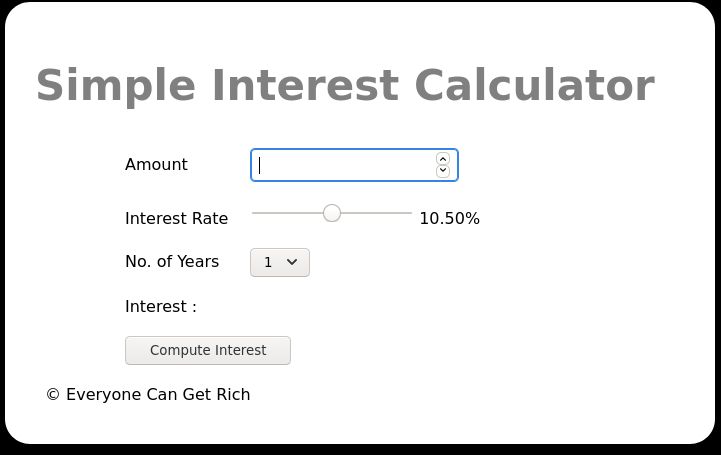 Simple Interest Calculator
Amount
Interest Rate 10.50%
No. of Years 1
Interest :
Compute Interest
© Everyone Can Get Rich